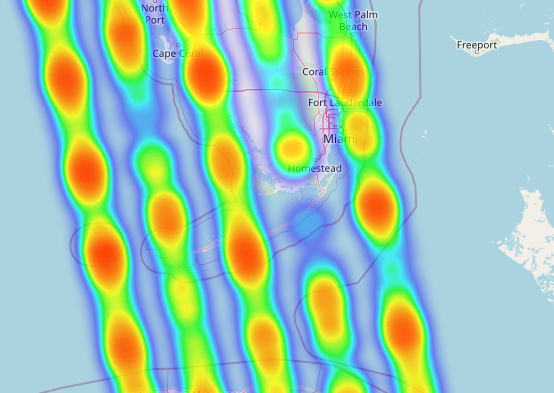 North
Port
West Palm
Beach
Freeport
Cape Coral
Coral Springs
Fort Lauderdale
Miami
Homestead